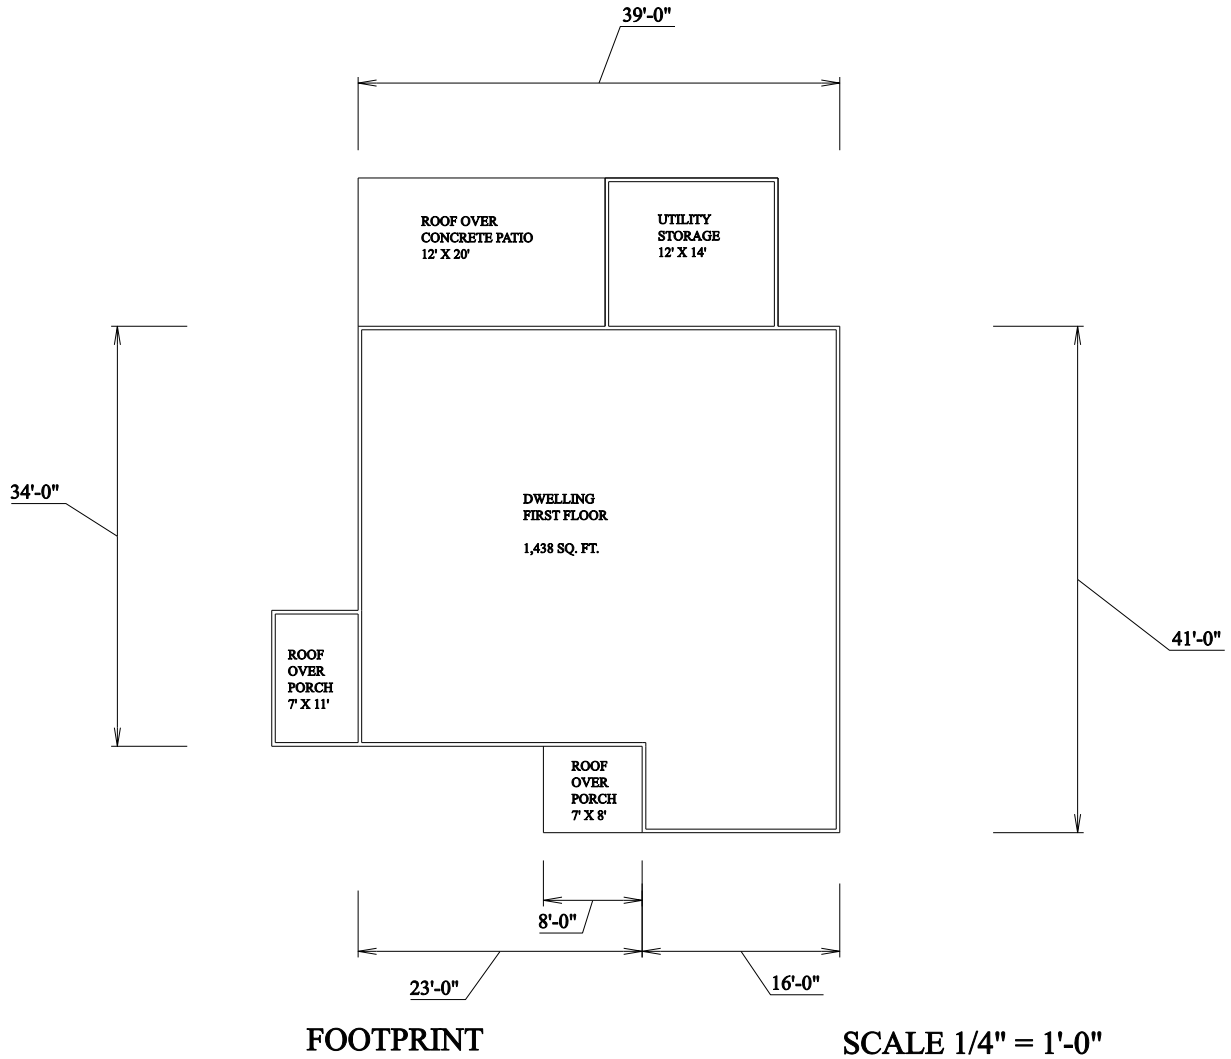 39'-0"
ROOF OVER
CONCRETE PATIO
12' X 20'
UTILITY
STORAGE
12' X 14'
34'-0"
DWELLING
FIRST FLOOR
1,438 SQ. FT.
41'-0"
ROOF
OVER
PORCH
7' X 11'
ROOF
OVER
PORCH
7' X 8'
8'-0"
23'-0"
16'-0"
FOOTPRINT
SCALE 1/4" = 1'-0"